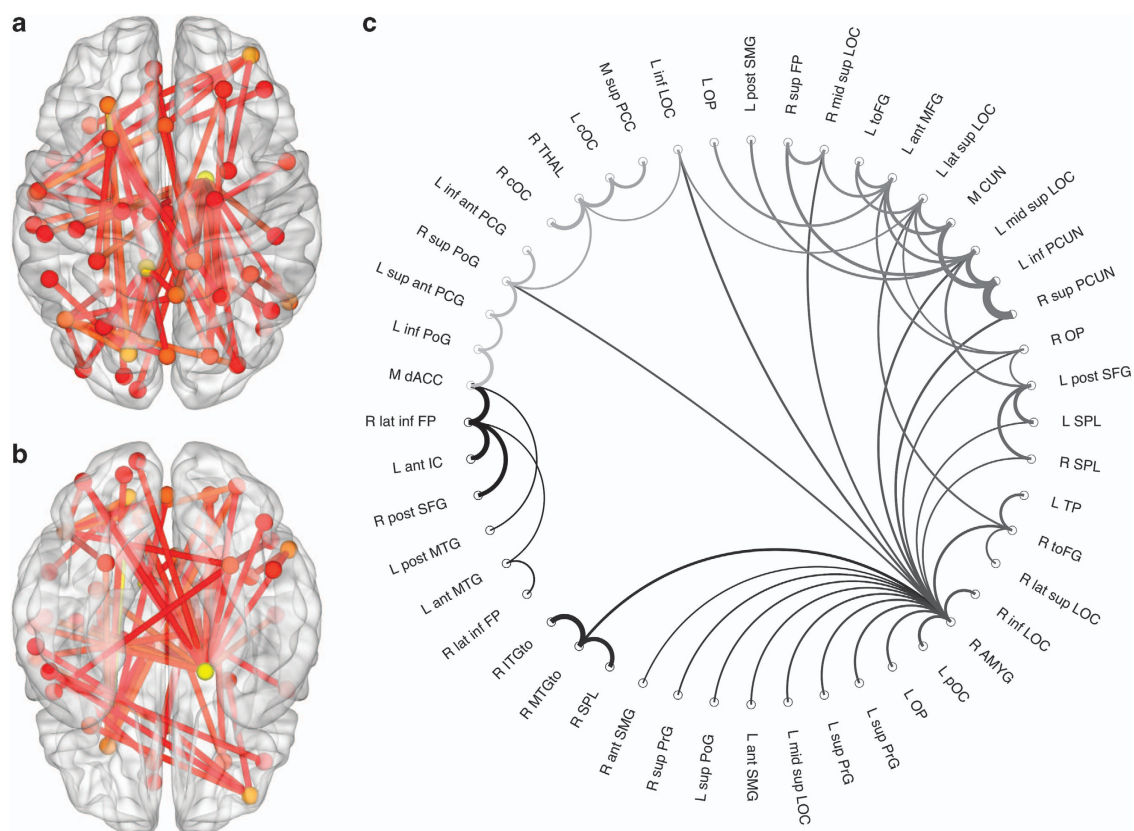 a
b
c
M sup PCC
L inf LOC
L OP
L post SMG
R sup FP
R mid sup LOC
L toFG
L ant MFG
L lat sup LOC
M CUN
L mid sup LOC
L inf PCUN
R sup PCUN
R OP
L post SFG
L SPL
R SPL
L TP
R toFG
R lat sup LOC
R inf LOC
R AMYG
L pOC
L OP
L sup PrG
L sup PrG
L mid sup LOC
L ant SMG
L sup PoG
R sup PrG
R ant SMG
R SPL
R MTGto
R ITGto
R lat inf FP
L ant MTG
L post MTG
R post SFG
L ant IC
R lat inf FP
M dACC
L inf PoG
L sup ant PCG
R sup PoG
L inf ant PCG
R cOC
R THAL
L cOC